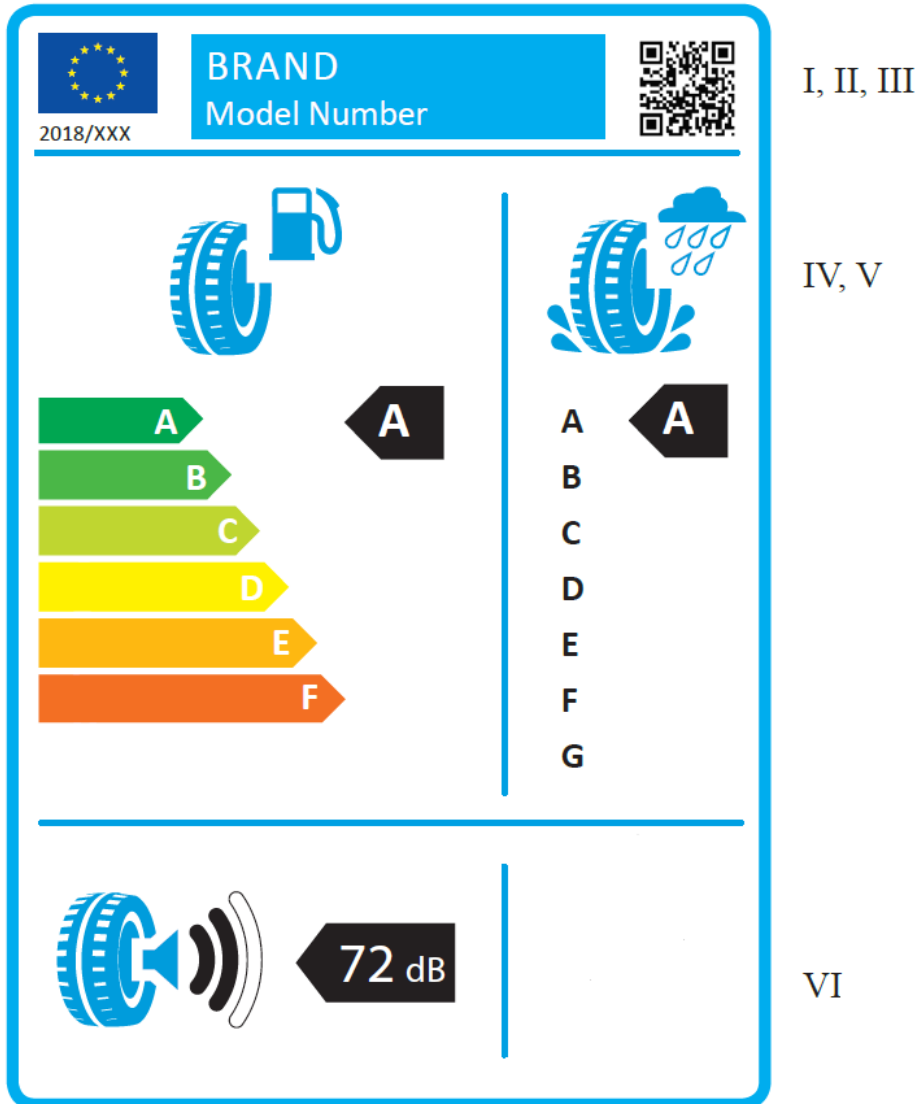 BRAND
Model Number
2018/XXX
I, II, III
IV, V
A
B
C
D
E
F
A
A
B
C
D
E
F
G
A
72 dB
VI